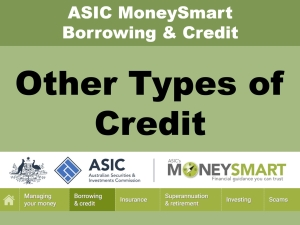 ASIC MoneySmart
Borrowing & Credit
Other Types of
Credit
ASIC
Australian Securities &
Investments Commission
ASIC's
MONEYSMART
Financial guidance you can trust
Managing
your money
Borrowing
& credit
Insurance
Superannuation
& retirement
Investing
Scams